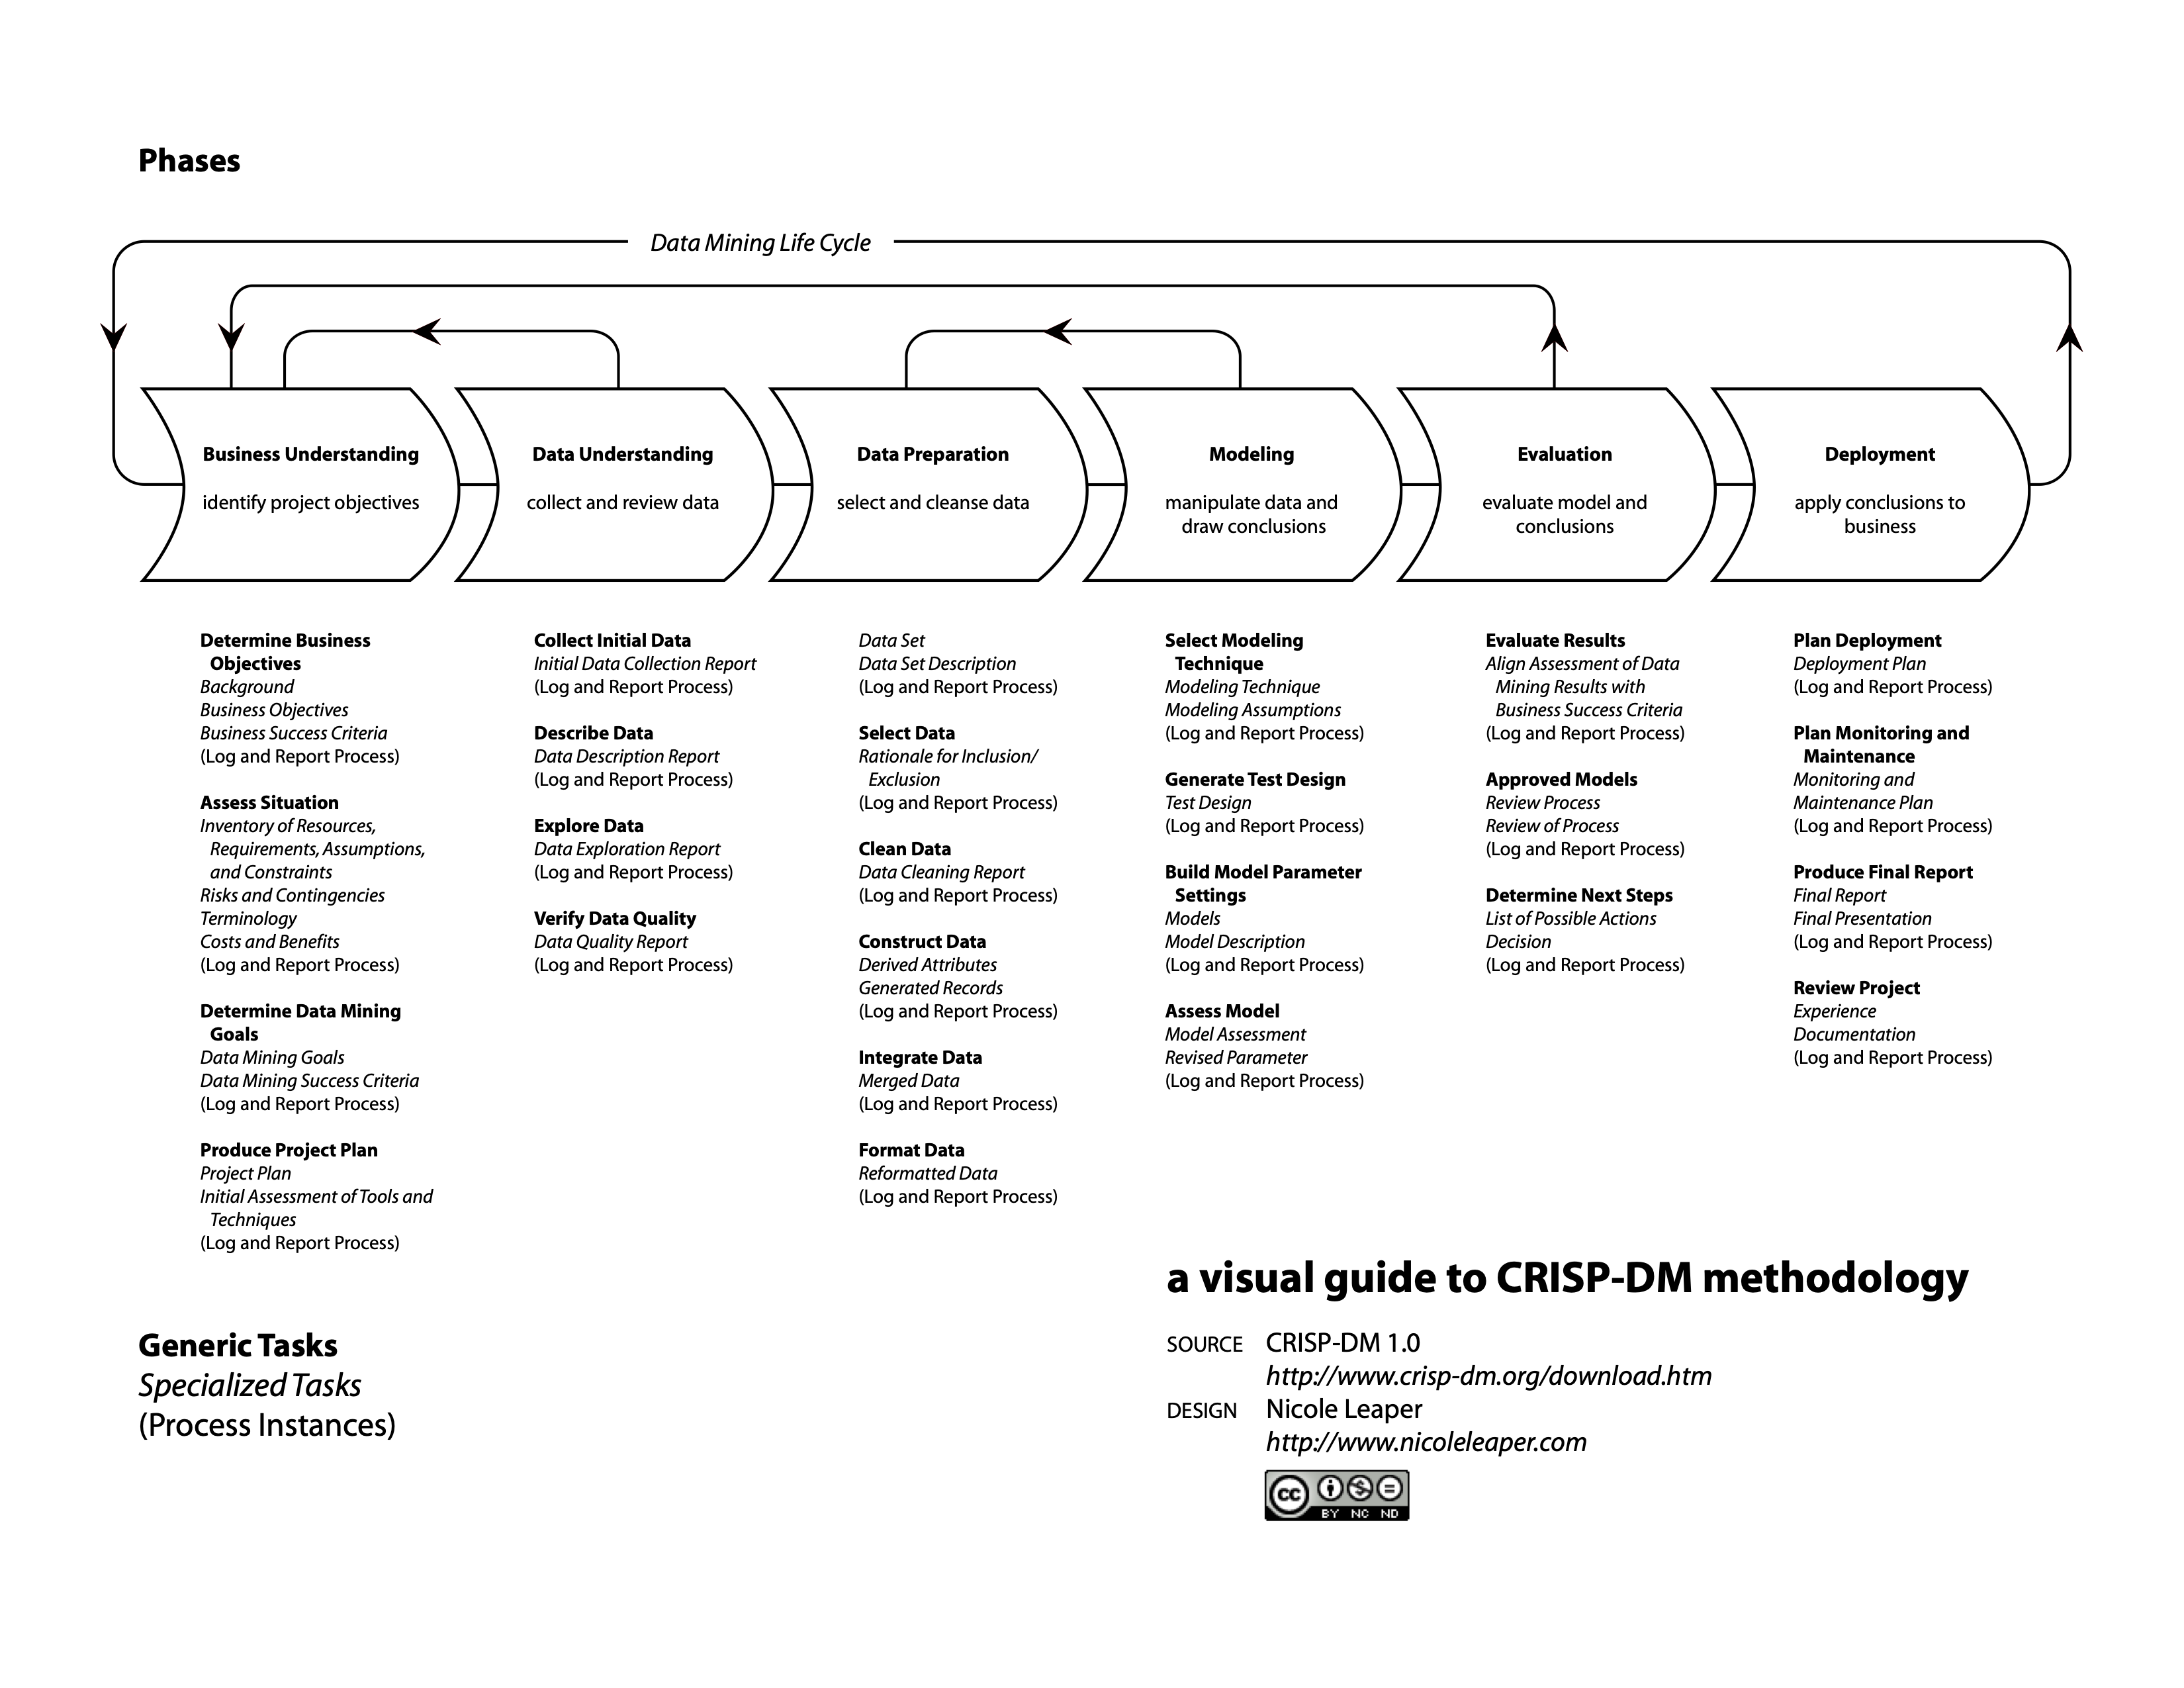 Phases
Data Mining Life Cycle
Business Understanding
identify project objectives
Data Understanding
collect and review data
Data Preparation
select and cleanse data
Modeling
manipulate data and
draw conclusions
Evaluation
evaluate model and
conclusions
Deployment
apply conclusions to
business
Determine Business
Objectives
Background
Business Objectives
Business Success Criteria
(Log and Report Process)
Assess Situation
Inventory of Resources,
Requirements, Assumptions,
and Constraints
Risks and Contingencies
Terminology
Costs and Benefits
(Log and Report Process)
Determine Data Mining
Goals
Data Mining Goals
Data Mining Success Criteria
(Log and Report Process)
Produce Project Plan
Project Plan
Initial Assessment of Tools and
Techniques
(Log and Report Process)
Collect Initial Data
Initial Data Collection Report
(Log and Report Process)
Describe Data
Data Description Report
(Log and Report Process)
Explore Data
Data Exploration Report
(Log and Report Process)
Verify Data Quality
Data Quality Report
(Log and Report Process)
Data Set
Data Set Description
(Log and Report Process)
Select Data
Rationale for Inclusion/
Exclusion
(Log and Report Process)
Clean Data
Data Cleaning Report
(Log and Report Process)
Construct Data
Derived Attributes
Generated Records
(Log and Report Process)
Integrate Data
Merged Data
(Log and Report Process)
Format Data
Reformatted Data
(Log and Report Process)
Select Modeling
Technique
Modeling Technique
Modeling Assumptions
(Log and Report Process)
Generate Test Design
Test Design
(Log and Report Process)
Build Model Parameter
Settings
Models
Model Description
(Log and Report Process)
Assess Model
Model Assessment
Revised Parameter
(Log and Report Process)
Evaluate Results
Align Assessment of Data
Mining Results with
Business Success Criteria
(Log and Report Process)
Approved Models
Review Process
Review of Process
(Log and Report Process)
Determine Next Steps
List of Possible Actions
Decision
(Log and Report Process)
Plan Deployment
Deployment Plan
(Log and Report Process)
Plan Monitoring and
Maintenance
Monitoring and
Maintenance Plan
(Log and Report Process)
Produce Final Report
Final Report
Final Presentation
(Log and Report Process)
Review Project
Experience
Documentation
(Log and Report Process)
Generic Tasks
Specialized Tasks
(Process Instances)
a visual guide to CRISP-DM methodology
SOURCE CRISP-DM 1.0
http://www.crisp-dm.org/download.htm
DESIGN Nicole Leaper
http://www.nicoleleaper.com
cc
BY NC ND